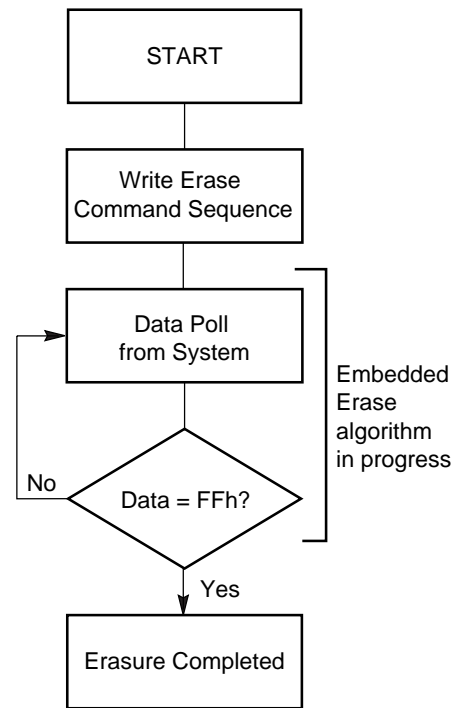 START
Write Erase
Command Sequence
Data Poll
from System
Embedded
Erase
algorithm
in progress
No
Data = FFh?
Yes
Erasure Completed